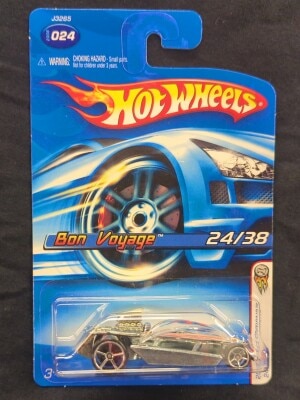 J3265
024
WARNING: CHOKING HAZARD - Small parts
Not for children under 3 years.
HOT WHEELS
Bon Voyage™
24/38
3+